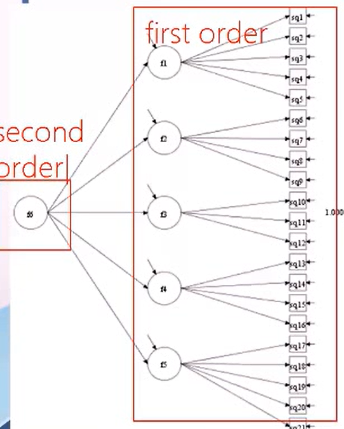 first order
second
order
f1
f2
f3
f4
f5
sq1
sq2
sq3
sq4
sq5
sq6
sq7
sq8
sq9
sq10
sq11
sq12
sq13
sq14
sq15
sq16
sq17
sq18
sq19
sq20
sq21
1.000